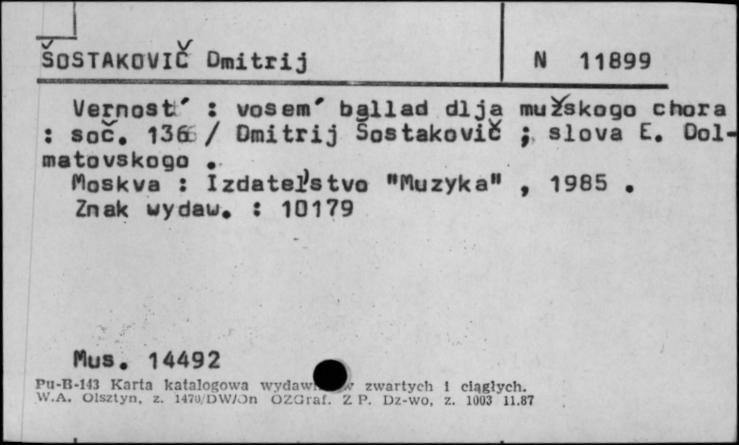 ŠOSTAKOVIČ Dmitrij
N 11899
Vernost´ : vosem´ ballad dlja mužskogo chora
: soč. 136 / Dmitrij Šostakovič ; slova E. Dol-
matovskogo .
Moskva : Izdatel´stvo "Muzyka" , 1985 .
Znak wydaw. : 10179
Mus. 14492
Pu-B-143 Karta katalogowa zwartych i ciągłych.
W.A. Olsztyn, z. 1470/DW/On OZGraf. Z P. Dz-wo, z. 1003 11.87